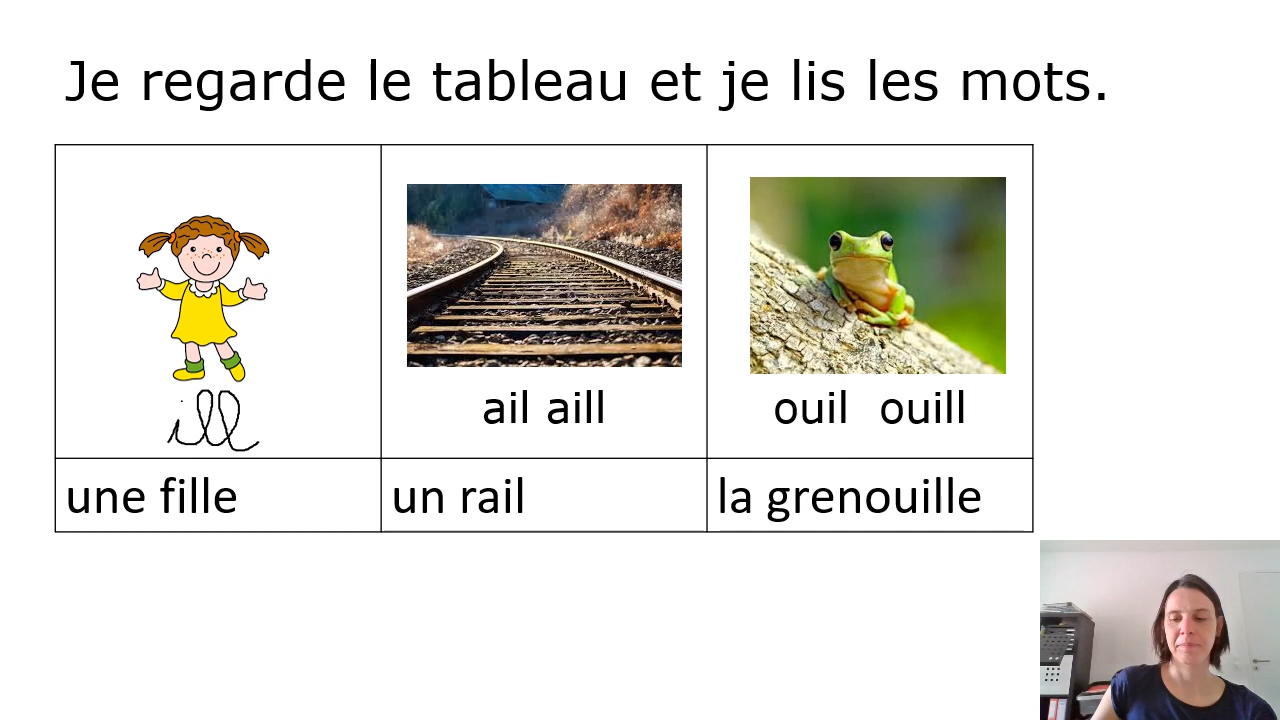 Je regarde le tableau et je lis les mots.
ill
ail aill
ouil ouill
une fille
un rail
la grenouille